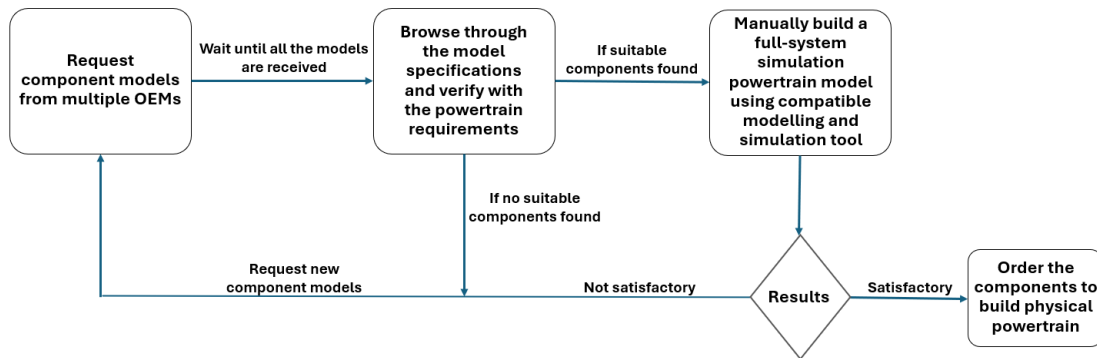 Request
component models
from multiple OEMs
Wait until all the models
are received
Browse through
the model
specifications
and verify with
the powertrain
requirements
If suitable
components found
Manually build a
full-system
simulation
powertrain model
using compatible
modelling and
simulation tool
If no suitable
components found
Request new
component models
Not satisfactory
Results
Satisfactory
Order the
components to
build physical
powertrain